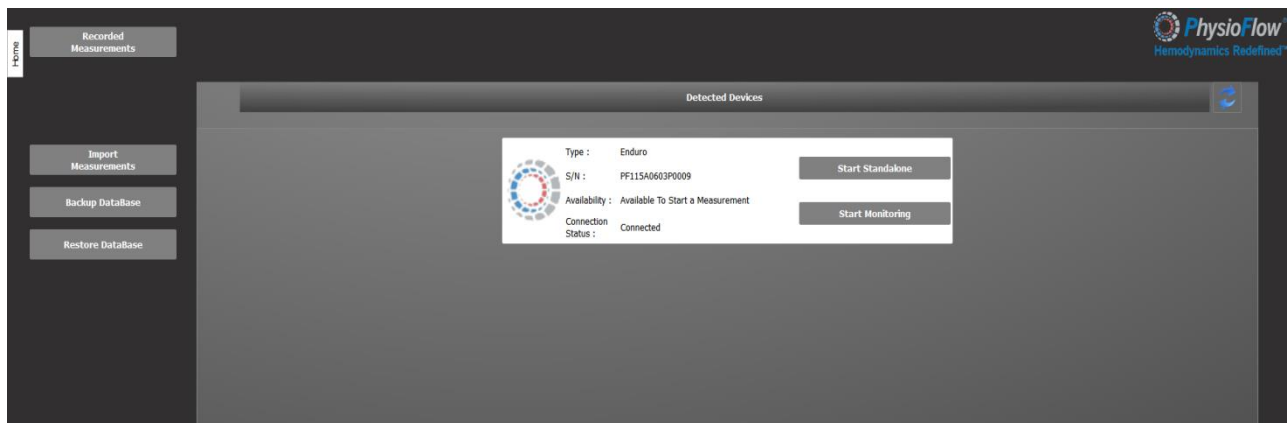 Home
Recorded
Measurements
PhysioFlow
Hemodynamics Redefined™
Detected Devices
Import
Measurements
Backup DataBase
Restore DataBase
Type : Enduro
S/N : PF115A0603P0009
Availability : Available To Start a Measurement
Connection
Status : Connected
Start Standalone
Start Monitoring